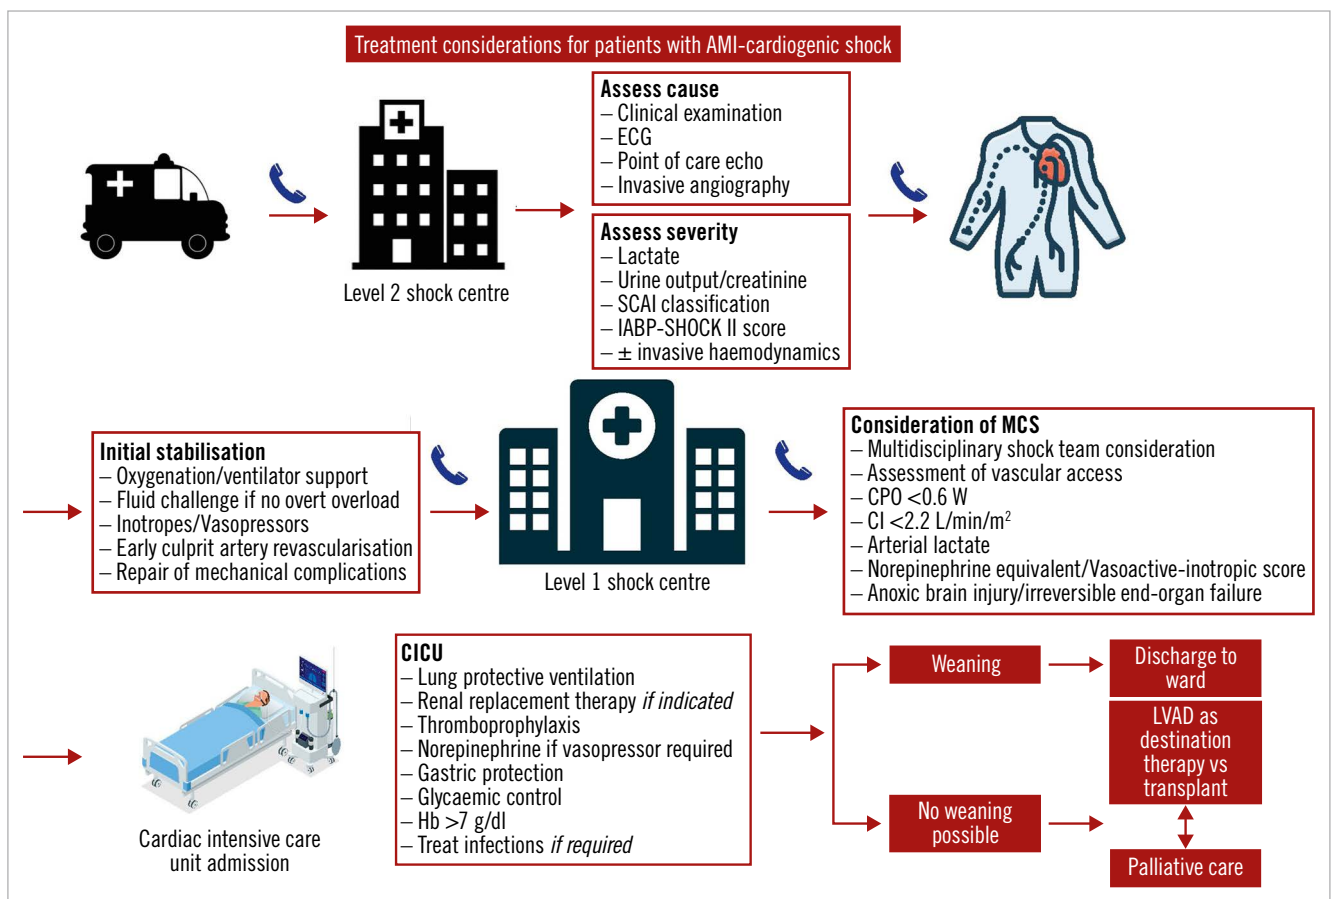 Treatment considerations for patients with AMI-cardiogenic shock
Level 2 shock centre
Assess cause
– Clinical examination
– ECG
– Point of care echo
– Invasive angiography
Assess severity
– Lactate
– Urine output/creatinine
– SCAI classification
– IABP-SHOCK II score
– ± invasive haemodynamics
Initial stabilisation
– Oxygenation/ventilator support
– Fluid challenge if no overt overload
– Inotropes/Vasopressors
– Early culprit artery revascularisation
– Repair of mechanical complications
Level 1 shock centre
Consideration of MCS
– Multidisciplinary shock team consideration
– Assessment of vascular access
– CPO <0.6 W
– CI <2.2 L/min/m²
– Arterial lactate
– Norepinephrine equivalent/Vasoactive-inotropic score
– Anoxic brain injury/irreversible end-organ failure
Cardiac intensive care
unit admission
CICU
– Lung protective ventilation
– Renal replacement therapy if indicated
– Thromboprophylaxis
– Norepinephrine if vasopressor required
– Gastric protection
– Glycaemic control
– Hb >7 g/dl
– Treat infections if required
Weaning
Discharge to
ward
No weaning
possible
LVAD as
destination
therapy vs
transplant
Palliative care